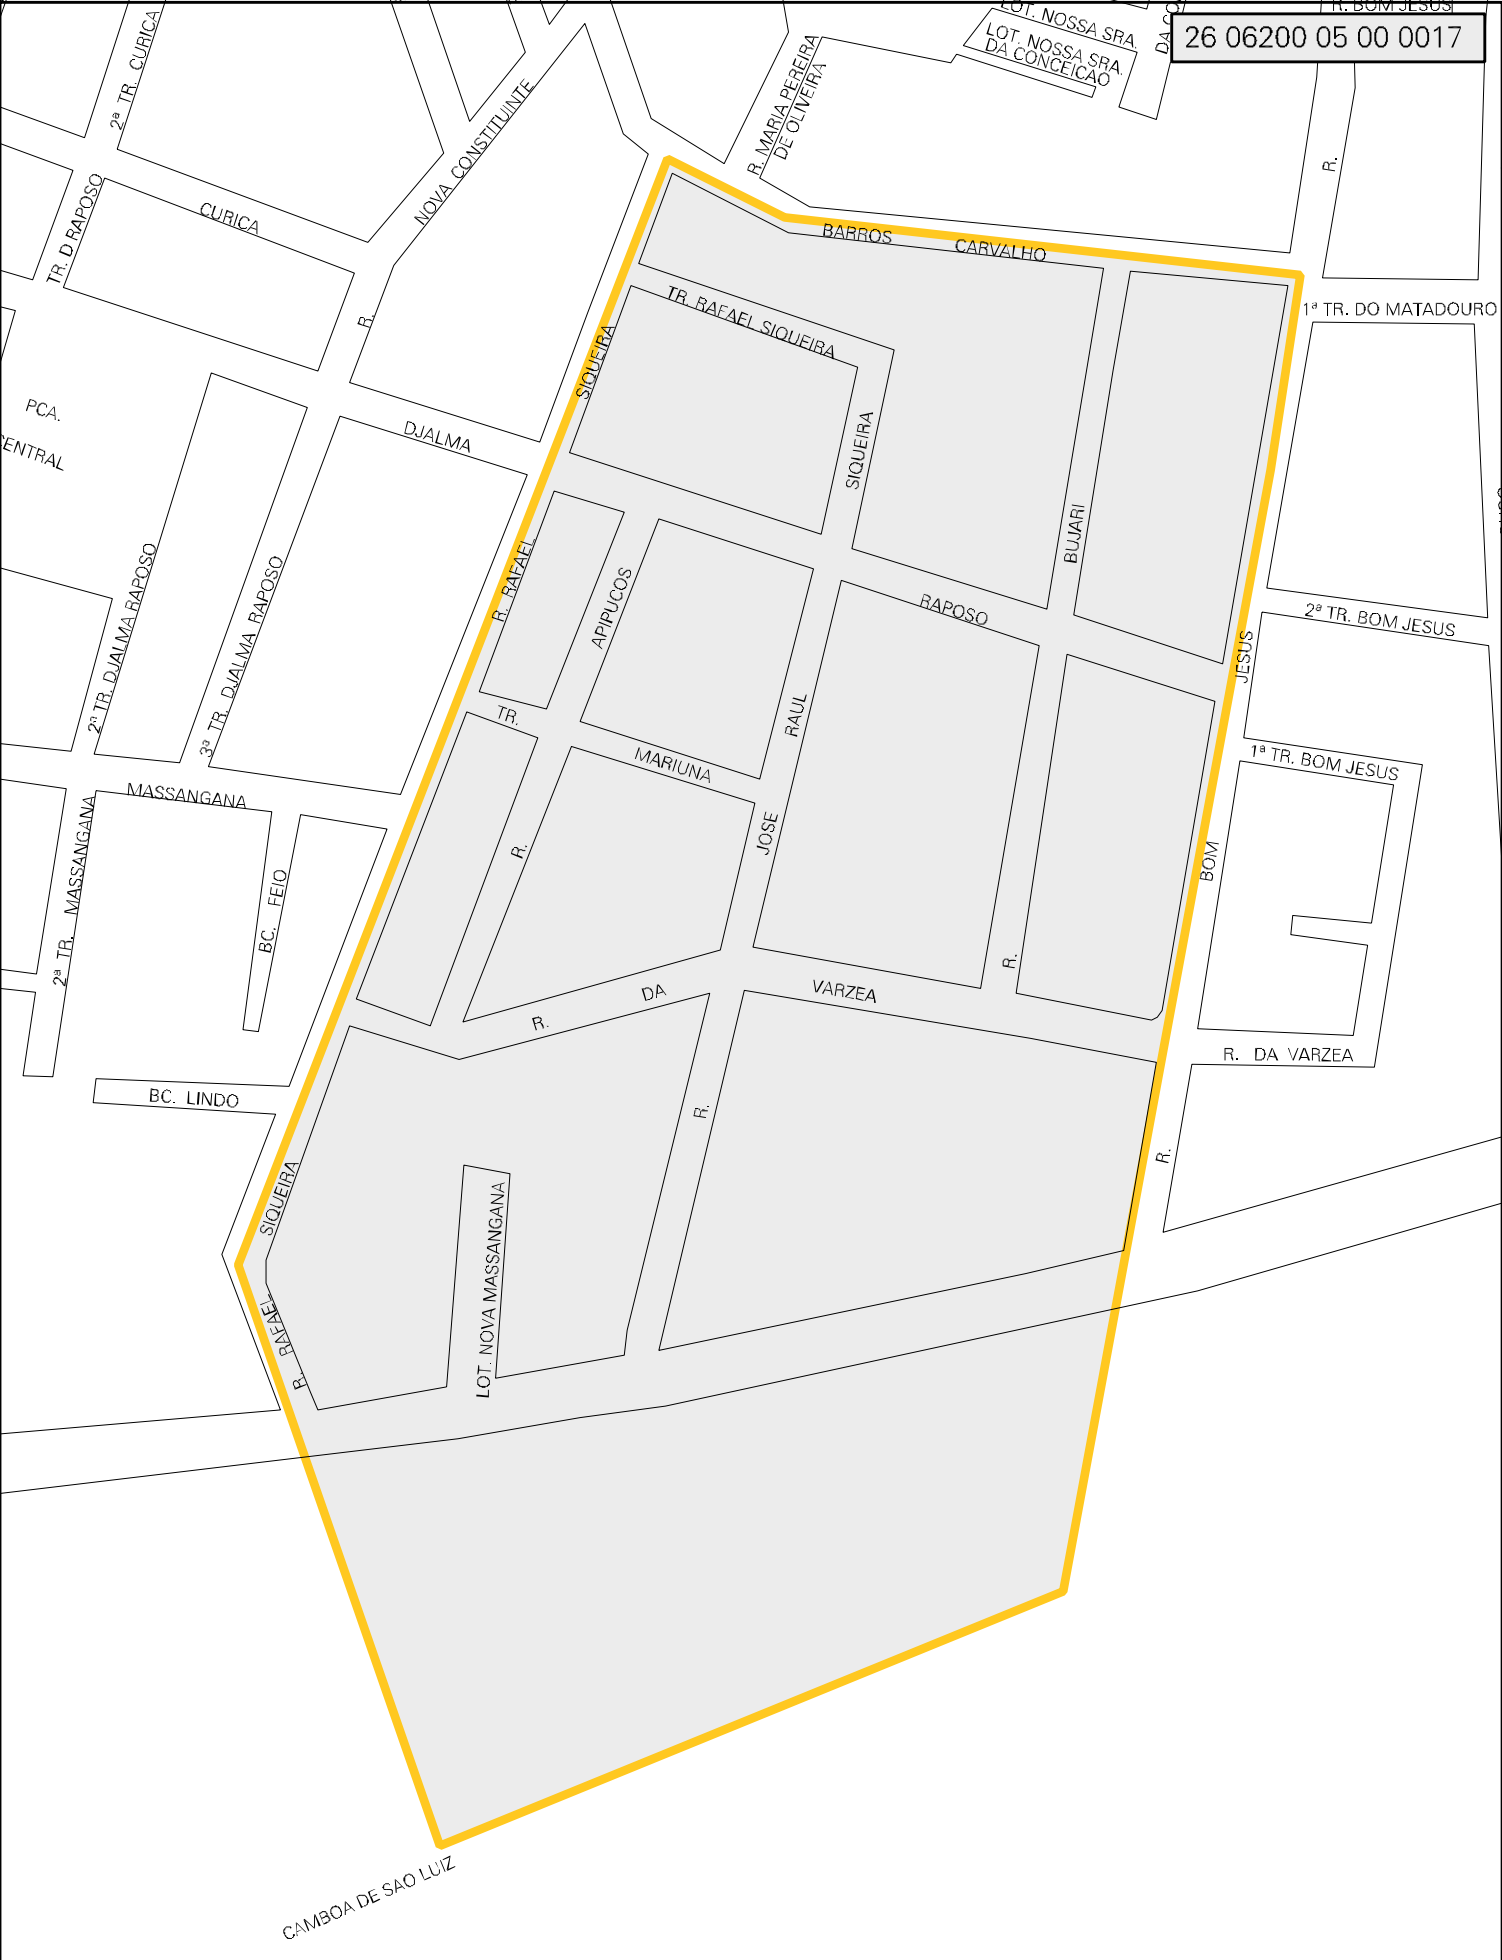 R. BOM JESUS
LOT. NOSSA SRA.
2ª TR. CURICA
26 06200 05 00 0017
LOT. NOSSA SRA.
DA CONCEICAO
R. MARIA PEREIRA
DE OLIVEIRA
NOVA CONSTITUINTE
R.
TR. D RAPOSO
CURICA
BARROS
CARVALHO
TR. RAFAEL SIQUEIRA
1ª TR. DO MATADOURO
R.
SIQUEIRA
PCA.
DJALMA
SIQUEIRA
BUJARI
2ª TR. DJALMA RAPOSO
3ª TR. DJALMA RAPOSO
R. RAFAEL
APIPUCOS
RAPOSO
2ª TR. BOM JESUS
JESUS
TR.
RAUL
MARIUNA
1ª TR. BOM JESUS
MASSANGANA
2ª TR. MASSANGANA
BC. FEIO
R.
JOSE
BOM
R.
DA
VARZEA
R.
R. DA VARZEA
BC. LINDO
R.
R.
SIQUEIRA
LOT. NOVA MASSANGANA
R. RAFAEL
CAMBOA DE SAO LUIZ